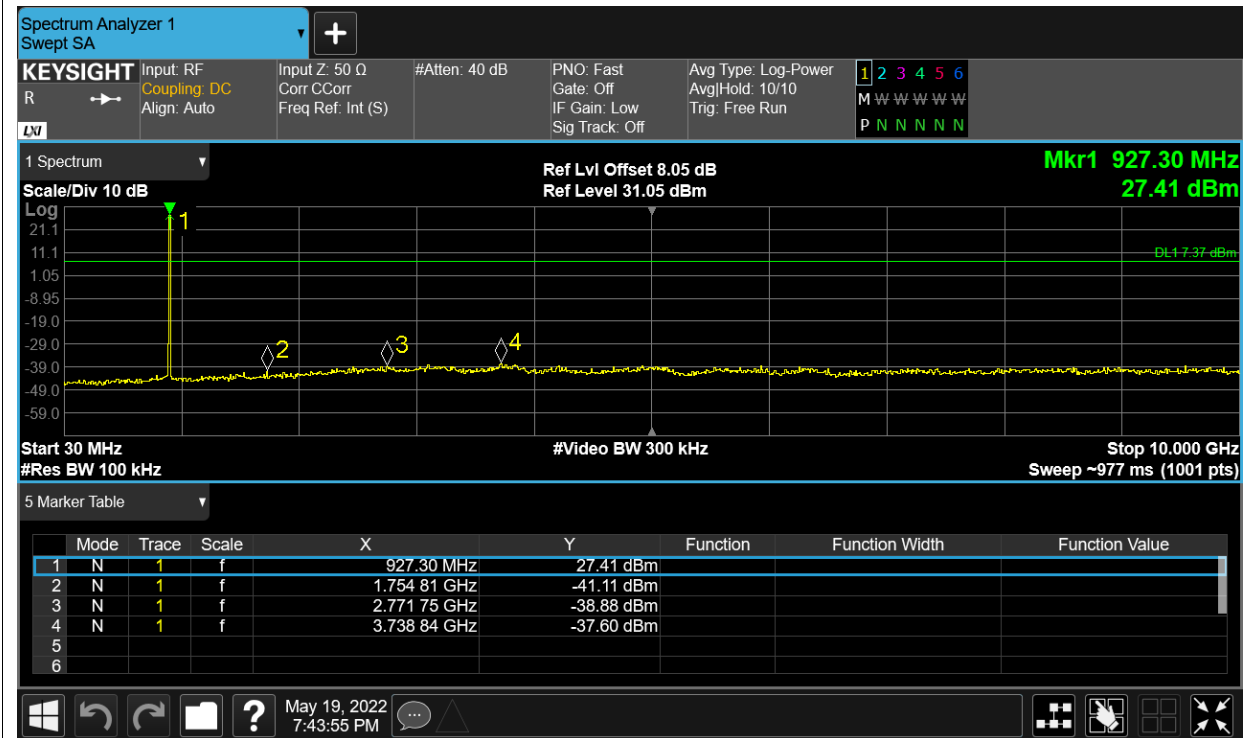 Spectrum Analyzer 1
Swept SA
KEYSIGHT
R
LXI
Input: RF
Coupling: DC
Align: Auto
Input Z: 50 Ω
Corr CCorr
Freq Ref: Int (S)
#Atten: 40 dB
PNO: Fast
Gate: Off
IF Gain: Low
Sig Track: Off
Avg Type: Log-Power
Avg|Hold: 10/10
Trig: Free Run
1 2 3 4 5 6
M W W W W W
P N N N N N
1 Spectrum
Scale/Div 10 dB
Ref Lvl Offset 8.05 dB
Ref Level 31.05 dBm
Mkr1 927.30 MHz
27.41 dBm
Log
21.1
11.1
1.05
-8.95
-19.0
-29.0
-39.0
-49.0
-59.0
1
2
3
4
DL1 7.37 dBm
Start 30 MHz
#Res BW 100 kHz
#Video BW 300 kHz
Stop 10.000 GHz
Sweep ~977 ms (1001 pts)
5 Marker Table
Mode Trace Scale X Y Function Function Width Function Value
1 N 1 f 927.30 MHz 27.41 dBm
2 N 1 f 1.754 81 GHz -41.11 dBm
3 N 1 f 2.771 75 GHz -38.88 dBm
4 N 1 f 3.738 84 GHz -37.60 dBm
5
6
?
May 19, 2022
7:43:55 PM